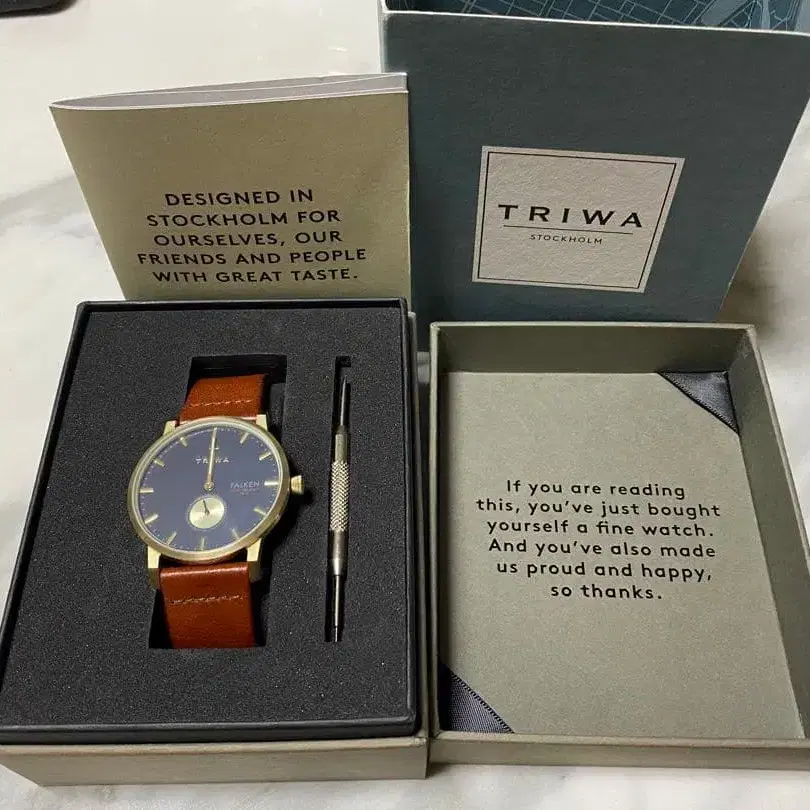 DESIGNED IN
STOCKHOLM FOR
OURSELVES, OUR
FRIENDS AND PEOPLE
WITH GREAT TASTE.
TRIWA
STOCKHOLM
TRIWA
FALKEN
If you are reading
this, you've just bought
yourself a fine watch.
And you've also made
us proud and happy,
so thanks.